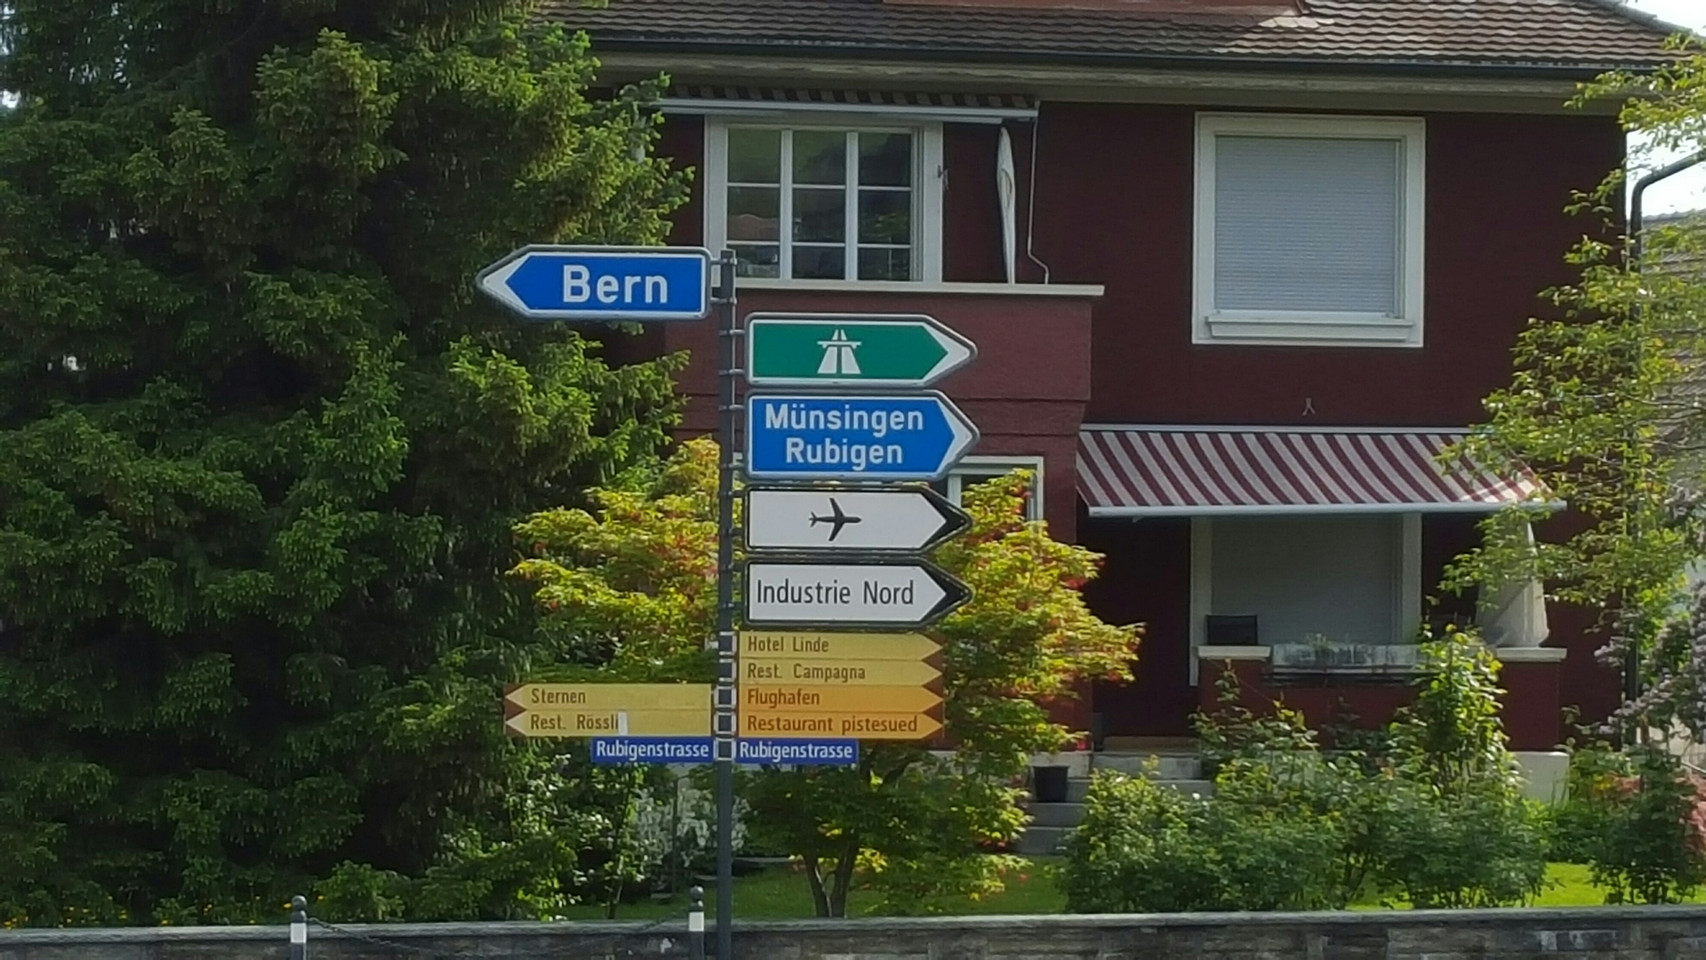 Bern
Münsingen
Rubigen
Industrie Nord
Hotel Linde
Rest. Campagna
Flughafen
Restaurant pistesued
Sternen
Rest. Rössli
Rubigenstrasse
Rubigenstrasse